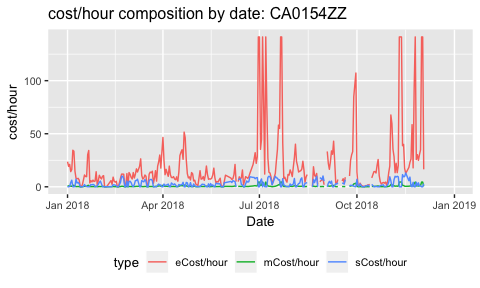 cost/hour composition by date: CA0154ZZ
cost/hour
100
50
0
Jan 2018 Apr 2018 Jul 2018 Oct 2018 Jan 2019
Date
type eCost/hour mCost/hour sCost/hour